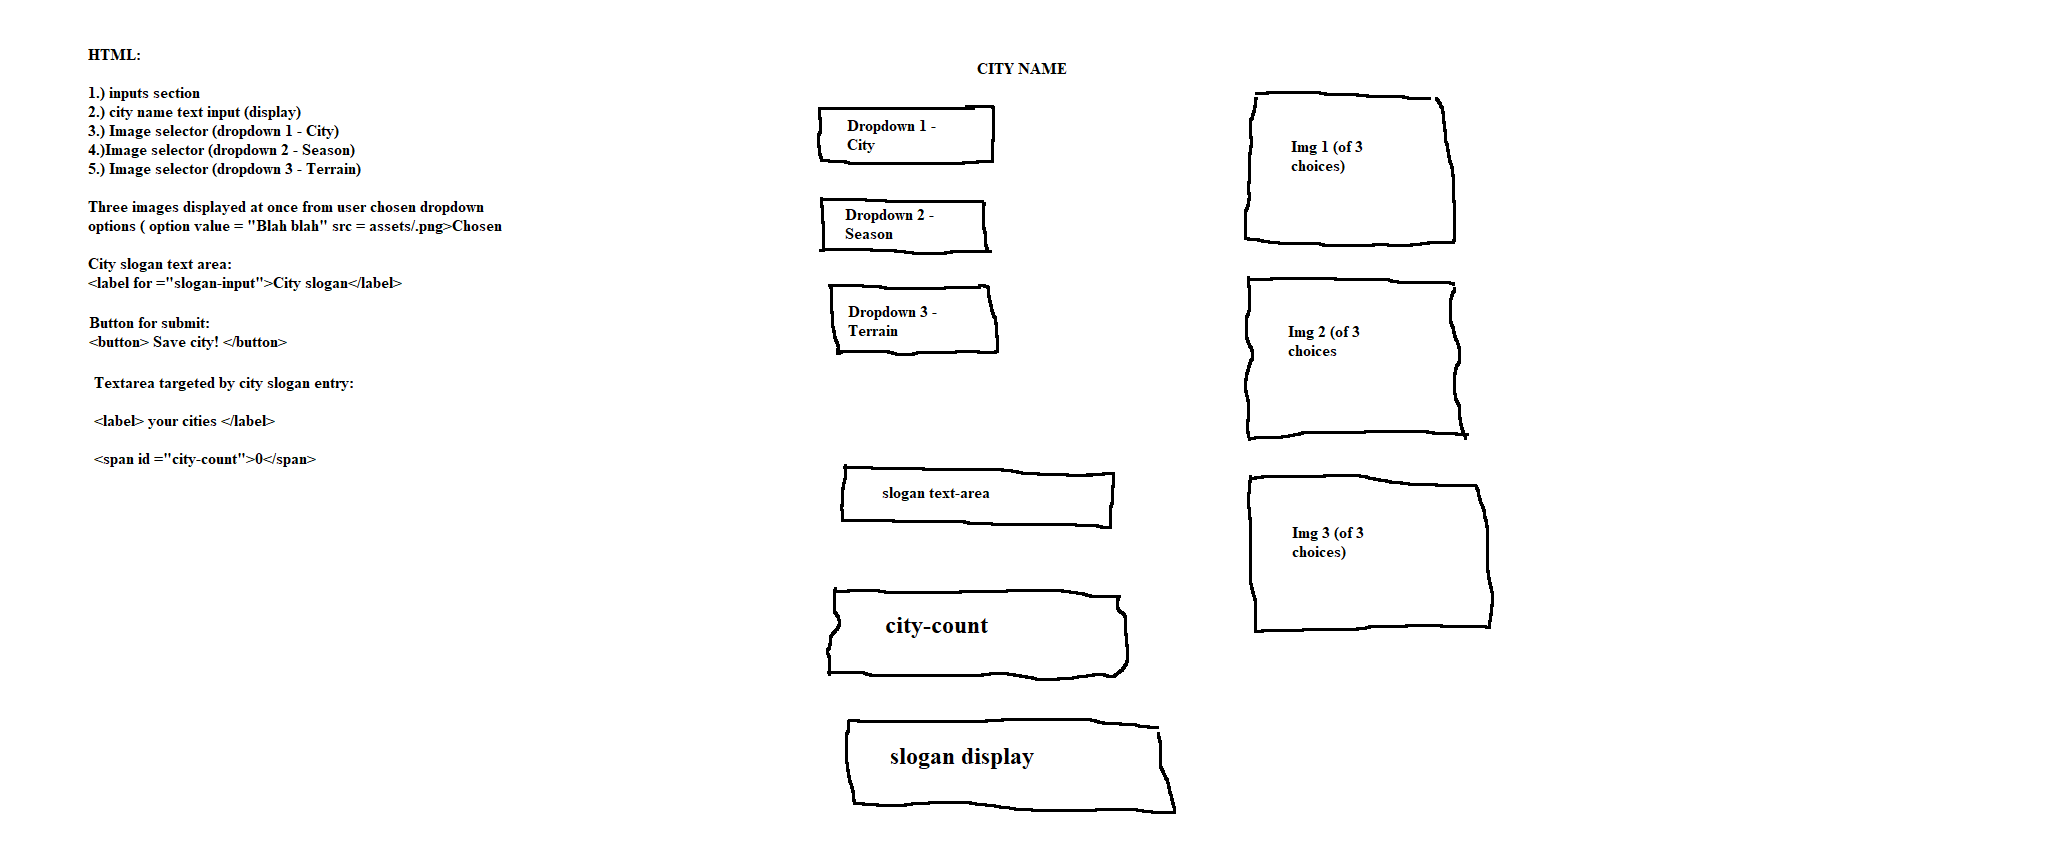 HTML:
1.) inputs section
2.) city name text input (display)
3.) Image selector (dropdown 1 - City)
4.)Image selector (dropdown 2 - Season)
5.) Image selector (dropdown 3 - Terrain)
Three images displayed at once from user chosen dropdown
options ( option value = "Blah blah" src = assets/.png>Chosen
City slogan text area:
<label for ="slogan-input">City slogan</label>
Button for submit:
<button> Save city! </button>
Textarea targeted by city slogan entry:
<label> your cities </label>
<span id ="city-count">0</span>
CITY NAME
Dropdown 1 -
City
Dropdown 2 -
Season
Dropdown 3 -
Terrain
slogan text-area
city-count
slogan display
Img 1 (of 3
choices)
Img 2 (of 3
choices
Img 3 (of 3
choices)